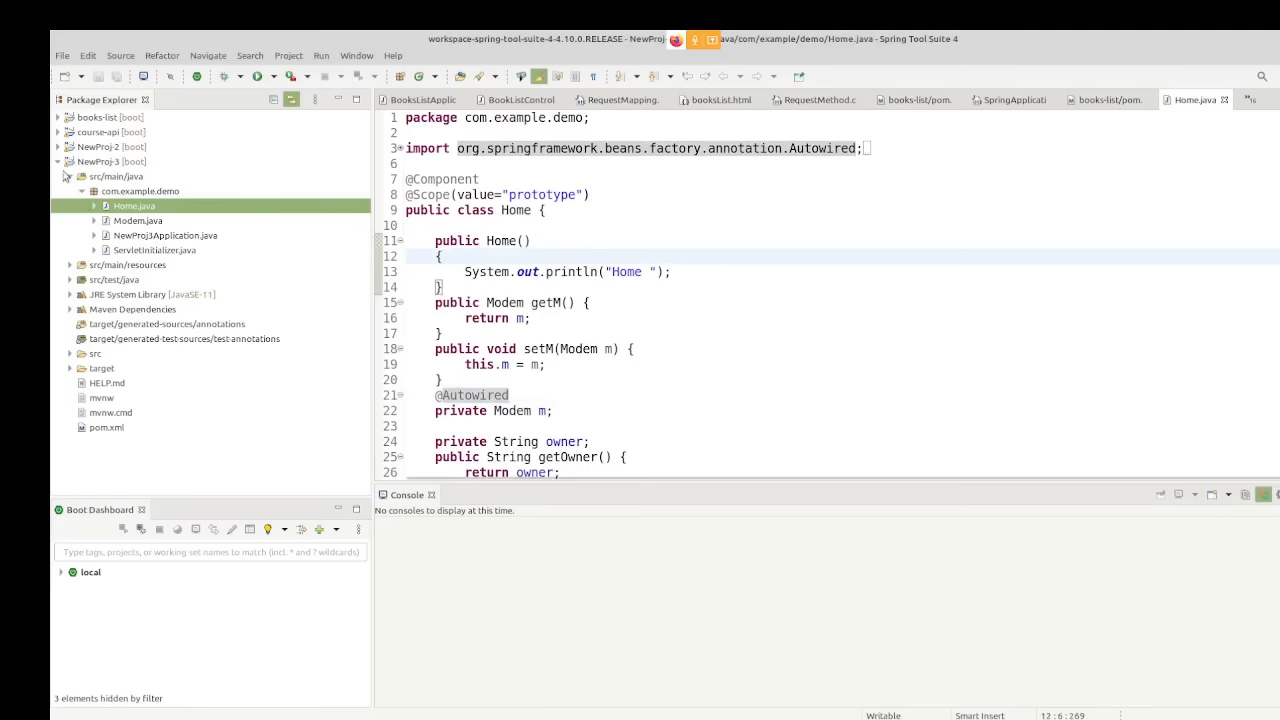 workspace-spring-tool-suite-4-4.10.0.RELEASE - NewProj- ava/com/example/demo/Home.java - Spring Tool Suite 4
File Edit Source Refactor Navigate Search Project Run Window Help
Package Explorer
BooksListApplic BookListControl RequestMapping. booksList.html RequestMethod.c books-list/pom. SpringApplicati books-list/pom. Home.java »16
books-list [boot]
course-api [boot]
NewProj-2 [boot]
NewProj-3 [boot]
src/main/java
com.example.demo
Home.java
Modem.java
NewProj3Application.java
ServletInitializer.java
src/main/resources
src/test/java
JRE System Library [JavaSE-11]
Maven Dependencies
target/generated-sources/annotations
target/generated-test-sources/test-annotations
src
target
HELP.md
mvnw
mvnw.cmd
pom.xml
1 package com.example.demo;
2
3 import org.springframework.beans.factory.annotation.Autowired;
6
7 @Component
8 @Scope(value="prototype")
9 public class Home {
10
11 public Home()
12 {
13 System.out.println("Home ");
14 }
15 public Modem getM() {
16 return m;
17 }
18 public void setM(Modem m) {
19 this.m = m;
20 }
21 @Autowired
22 private Modem m;
23
24 private String owner;
25 public String getOwner() {
26 return owner;
Boot Dashboard
Type tags, projects, or working set names to match (incl. * and ? wildcards)
local
3 elements hidden by filter
Console
No consoles to display at this time.
Writable Smart Insert 12 : 6 : 269